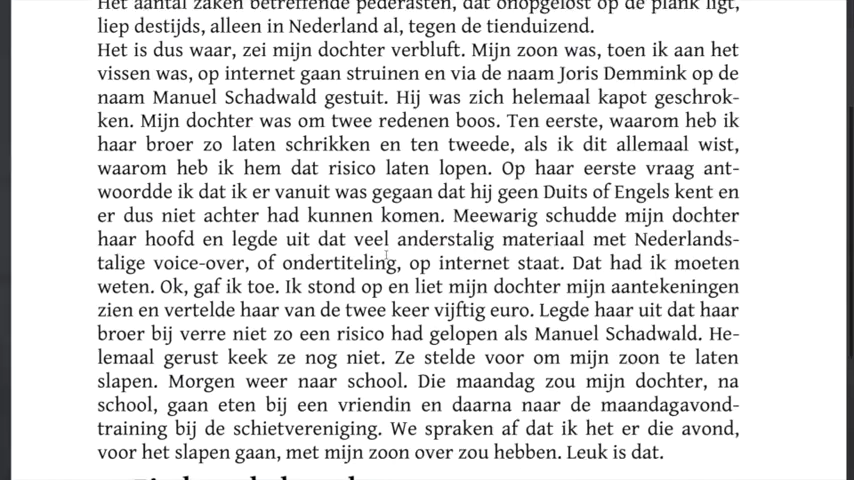 Het aantal zaken betreffende pederasten, dat onopgelost op de plank ligt,
liep destijds, alleen in Nederland al, tegen de tienduizend.
Het is dus waar, zei mijn dochter verbluft. Mijn zoon was, toen ik aan het
vissen was, op internet gaan struinen en via de naam Joris Demmink op de
naam Manuel Schadwald gestuit. Hij was zich helemaal kapot geschrok-
ken. Mijn dochter was om twee redenen boos. Ten eerste, waarom heb ik
haar broer zo laten schrikken en ten tweede, als ik dit allemaal wist,
waarom heb ik hem dat risico laten lopen. Op haar eerste vraag ant-
woordde ik dat ik er vanuit was gegaan dat hij geen Duits of Engels kent en
er dus niet achter had kunnen komen. Meewarig schudde mijn dochter
haar hoofd en legde uit dat veel anderstalig materiaal met Nederlands-
talige voice-over, of ondertiteling, op internet staat. Dat had ik moeten
weten. Ok, gaf ik toe. Ik stond op en liet mijn dochter mijn aantekeningen
zien en vertelde haar van de twee keer vijftig euro. Legde haar uit dat haar
broer bij verre niet zo een risico had gelopen als Manuel Schadwald. He-
lemaal gerust keek ze nog niet. Ze stelde voor om mijn zoon te laten
slapen. Morgen weer naar school. Die maandag zou mijn dochter, na
school, gaan eten bij een vriendin en daarna naar de maandagavond-
training bij de schietvereniging. We spraken af dat ik het er die avond,
voor het slapen gaan, met mijn zoon over zou hebben. Leuk is dat.